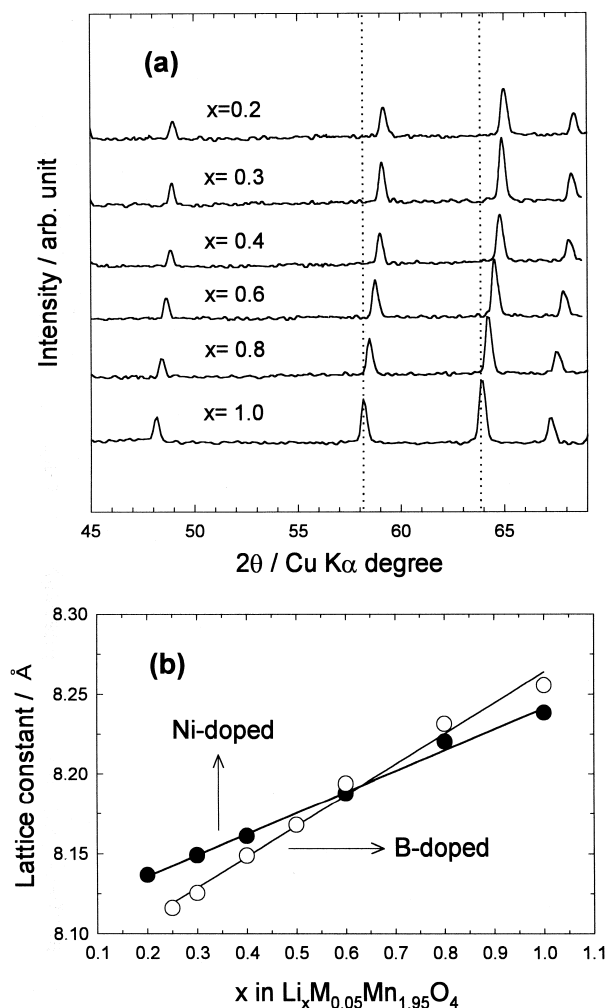 (a)
x=0.2
x= 0.3
x= 0.4
x= 0.6
x= 0.8
x= 1.0
Intensity / arb. unit
45 50 55 60 65
2θ / Cu Kα degree
8.30
(b)
8.25
Ni-doped
Lattice constant / Å
8.20
8.15
B-doped
8.10
0.1 0.2 0.3 0.4 0.5 0.6 0.7 0.8 0.9 1.0 1.1
x in LiₓM₀.₀₅Mn₁.₉₅O₄